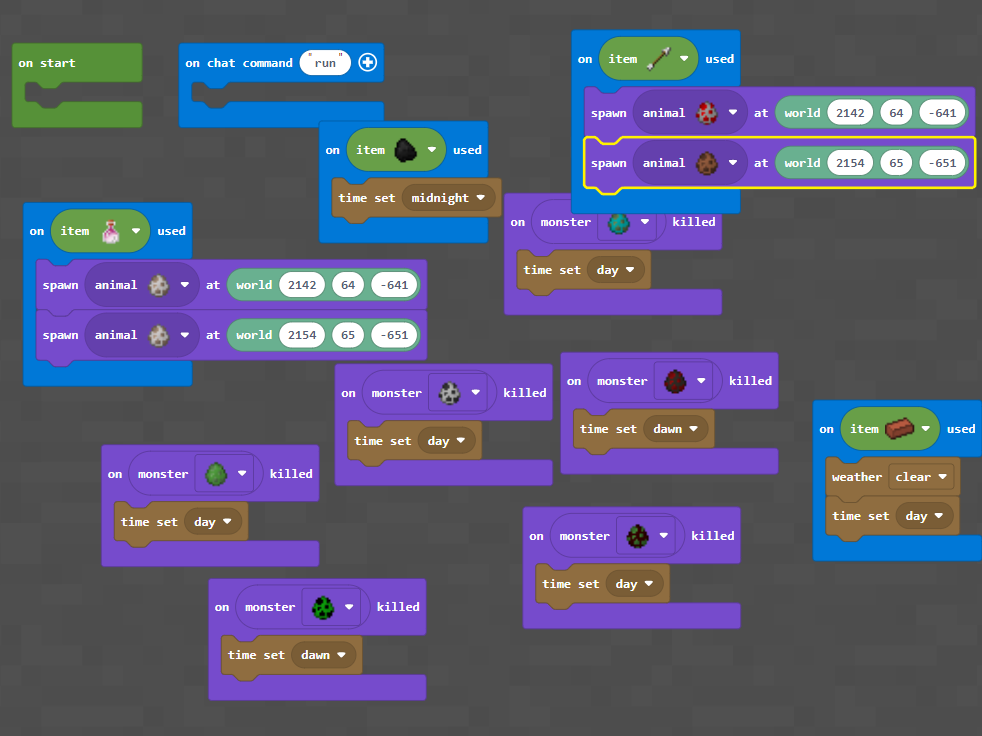 on start
on chat command "run"
on item used
spawn animal at world 2142 64 -641
spawn animal at world 2154 65 -651
on item used
time set midnight
on monster killed
time set day
on item used
spawn animal at world 2142 64 -641
spawn animal at world 2154 65 -651
on monster killed
time set day
on monster killed
time set dawn
on item used
weather clear
time set day
on monster killed
time set day
on monster killed
time set day
on monster killed
time set dawn